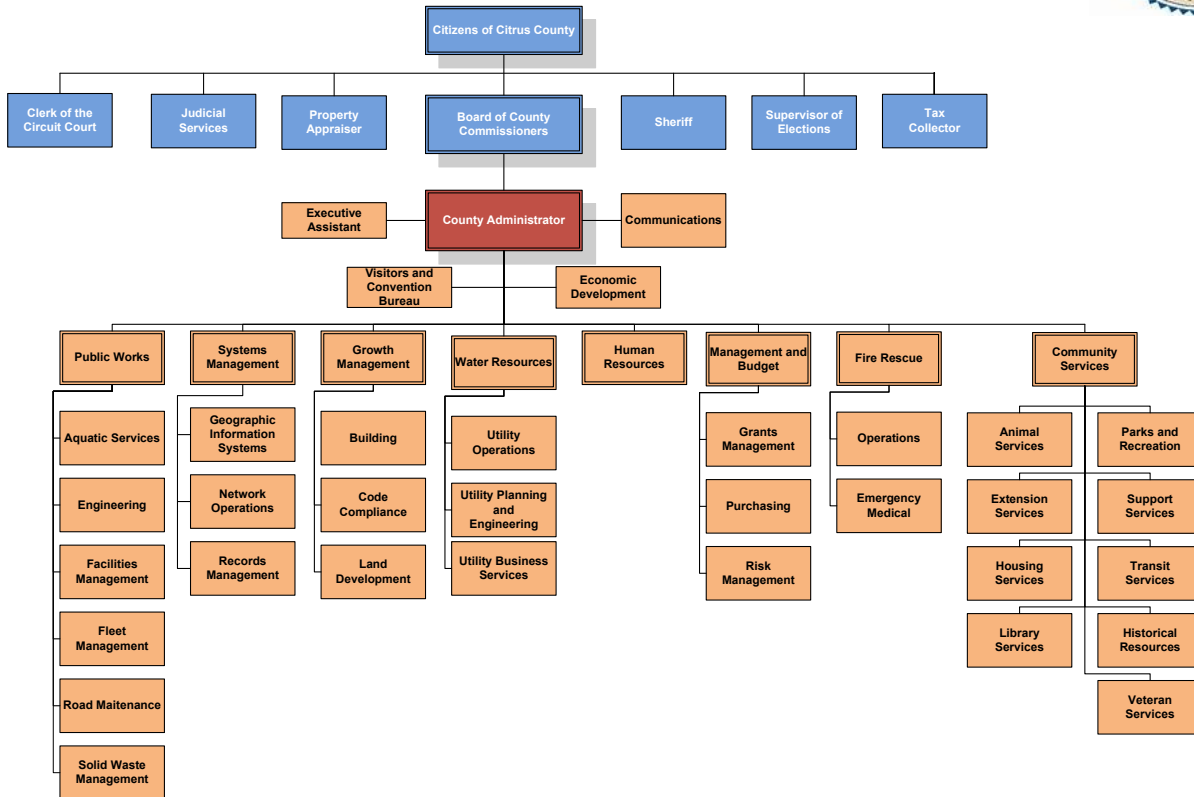 Citizens of Citrus County
Clerk of the
Circuit Court
Judicial
Services
Property
Appraiser
Board of County
Commissioners
Sheriff
Supervisor of
Elections
Tax
Collector
Executive
Assistant
County Administrator
Communications
Visitors and
Convention
Bureau
Economic
Development
Public Works
Systems
Management
Growth
Management
Water Resources
Human
Resources
Management and
Budget
Fire Rescue
Community
Services
Aquatic Services
Engineering
Facilities
Management
Fleet
Management
Road Maitenance
Solid Waste
Management
Geographic
Information
Systems
Network
Operations
Records
Management
Building
Code
Compliance
Land
Development
Utility
Operations
Utility Planning
and
Engineering
Utility Business
Services
Grants
Management
Purchasing
Risk
Management
Operations
Emergency
Medical
Animal
Services
Parks and
Recreation
Extension
Services
Support
Services
Housing
Services
Transit
Services
Library
Services
Historical
Resources
Veteran
Services